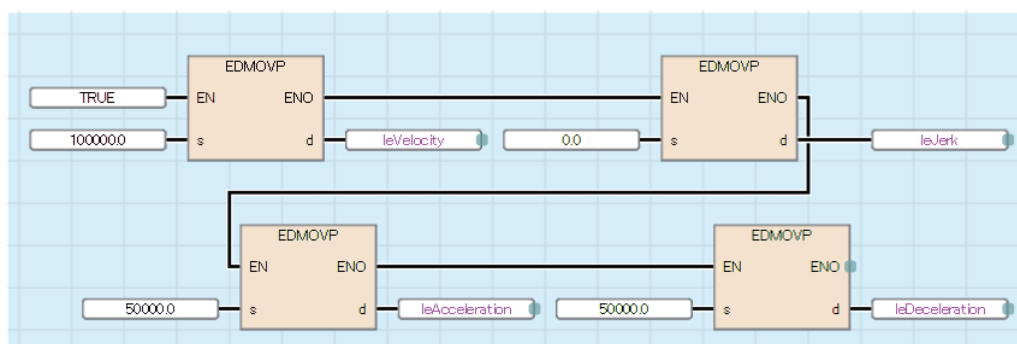 EDMOVP EDMOVP
TRUE EN ENO EN ENO
100000.0 s d leVelocity 0.0 s d leJerk
EDMOVP EDMOVP
EN ENO EN ENO
50000.0 s d leAcceleration 50000.0 s d leDeceleration